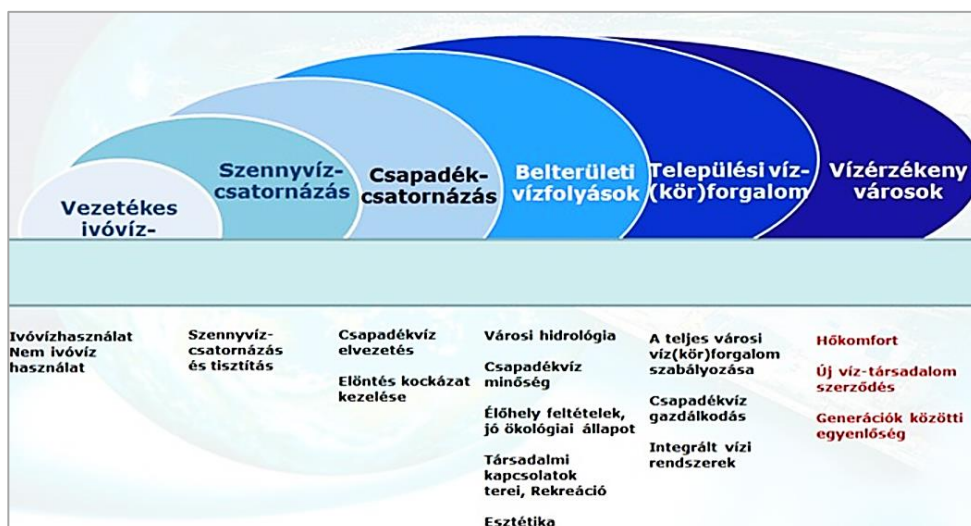 Vezetékes
ivóvíz-
Szennyvíz-
csatornázás
Csapadék-
csatornázás
Belterületi
vízfolyások
Települési víz-
(kör)forgalom
Vízérzékeny
városok
Ivóvízhasználat
Nem ivóvíz
használat
Szennyvíz-
csatornázás
és tisztítás
Csapadékvíz
elvezetés
Elöntés kockázat
kezelése
Városi hidrológia
Csapadékvíz
minőség
Élőhely feltételek,
jó ökológiai állapot
Társadalmi
kapcsolatok
terei, Rekreáció
Esztétika
A teljes városi
víz(kör)forgalom
szabályozása
Csapadékvíz
gazdálkodás
Integrált vízi
rendszerek
Hőkomfort
Új víz-társadalom
szerződés
Generációk közötti
egyenlőség